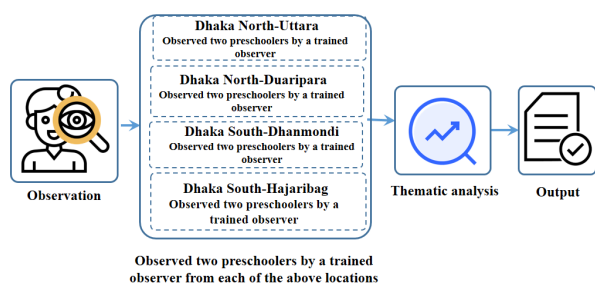 Dhaka North-Uttara
Observed two preschoolers by a trained
observer
Dhaka North-Duaripara
Observed two preschoolers by a trained
observer
Dhaka South-Dhanmondi
Observed two preschoolers by a trained
observer
Dhaka South-Hajaribag
Observed two preschoolers by a
trained observer
Observation
Thematic analysis
Output
Observed two preschoolers by a trained
observer from each of the above locations